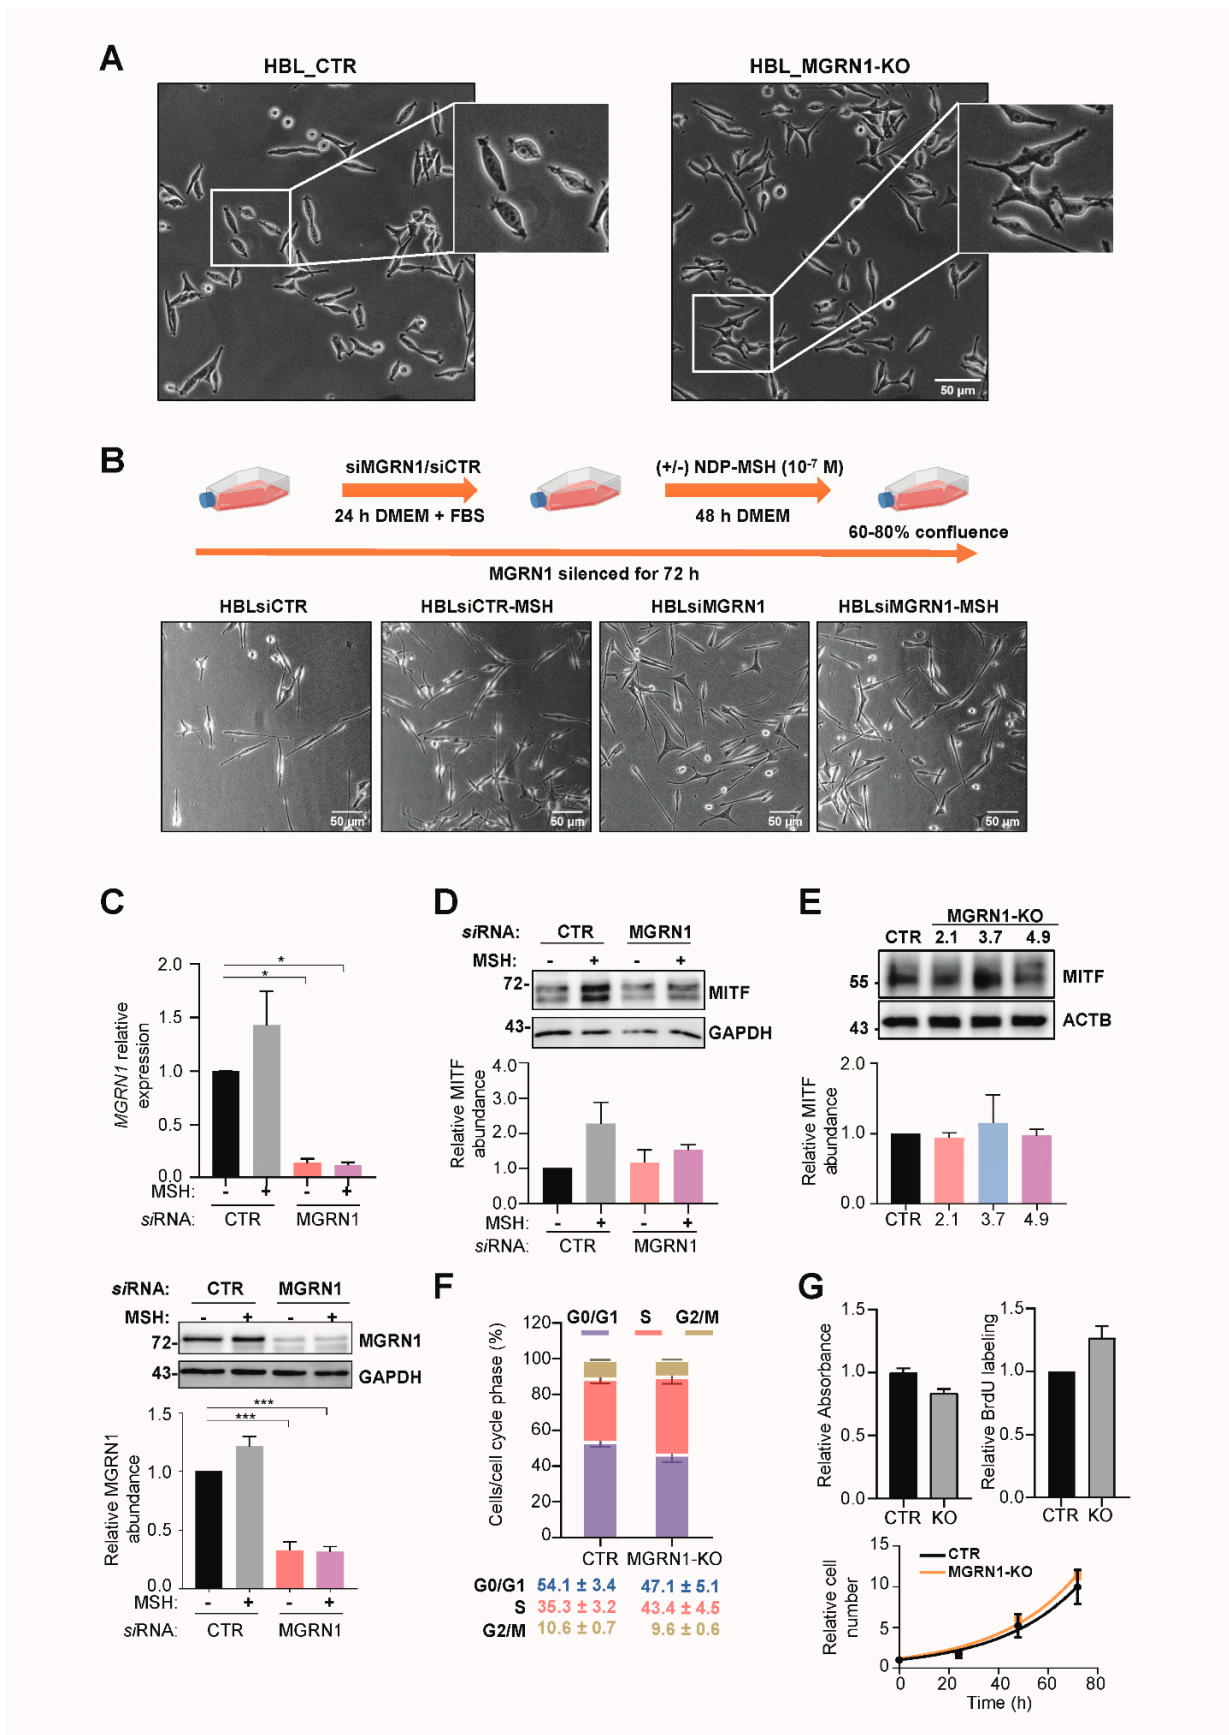 A
HBL_CTR
HBL_MGRN1-KO
50 µm
B
siMGRN1/siCTR
(+/-) NDP-MSH (10⁻⁷ M)
24 h DMEM + FBS
48 h DMEM
60-80% confluence
MGRN1 silenced for 72 h
HBLsiCTR
HBLsiCTR-MSH
HBLsiMGRN1
HBLsiMGRN1-MSH
50 µm
50 µm
50 µm
50 µm
C
MGRN1 relative
expression
2.0
1.5
1.0
0.5
0.0
*
*
MSH: - + - +
siRNA: CTR MGRN1
siRNA: CTR MGRN1
MSH: - + - +
72-
MGRN1
43-
GAPDH
Relative MGRN1
abundance
1.5
1.0
0.5
0.0
***
***
MSH: - + - +
siRNA: CTR MGRN1
D
siRNA: CTR MGRN1
MSH: - + - +
72-
MITF
43-
GAPDH
Relative MITF
abundance
4.0
3.0
2.0
1.0
0.0
MSH: - + - +
siRNA: CTR MGRN1
E
MGRN1-KO
CTR 2.1 3.7 4.9
55 -
MITF
43 -
ACTB
Relative MITF
abundance
2.0
1.0
0.0
CTR 2.1 3.7 4.9
F
G0/G1 S G2/M
Cells/cell cycle phase (%)
120
100
80
60
40
20
0
CTR MGRN1-KO
G0/G1 54.1 ± 3.4 47.1 ± 5.1
S 35.3 ± 3.2 43.4 ± 4.5
G2/M 10.6 ± 0.7 9.6 ± 0.6
G
Relative Absorbance
1.5
1.0
0.5
0.0
CTR KO
Relative BrdU labeling
1.5
1.0
0.5
0.0
CTR KO
Relative cell
number
15
10
5
0
CTR
MGRN1-KO
0 20 40 60 80
Time (h)